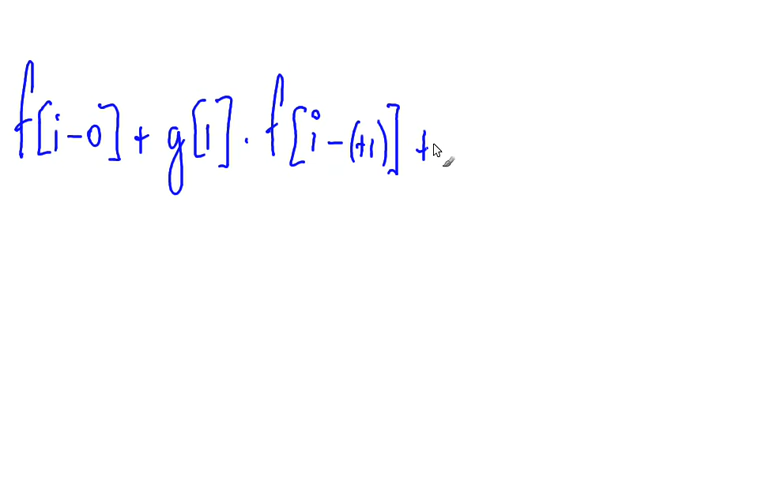 f[i-0] + g[1] · f[i-(+1)] +